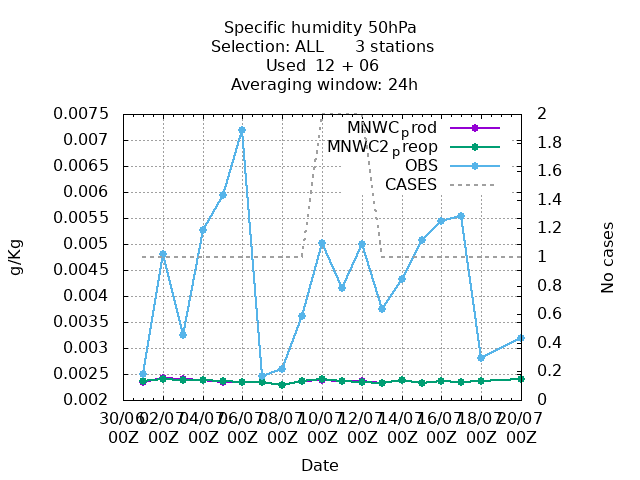 Specific humidity 50hPa
Selection: ALL 3 stations
Used 12 + 06
Averaging window: 24h
0.0075
0.007
0.0065
0.006
0.0055
0.005
0.0045
0.004
0.0035
0.003
0.0025
0.002
g/Kg
2
1.8
1.6
1.4
1.2
1
0.8
0.6
0.4
0.2
0
No cases
MNWCprod
MNWC2preop
OBS
CASES
30/06 02/07 04/07 06/07 08/07 10/07 12/07 14/07 16/07 18/07 20/07
00Z 00Z 00Z 00Z 00Z 00Z 00Z 00Z 00Z 00Z 00Z
Date